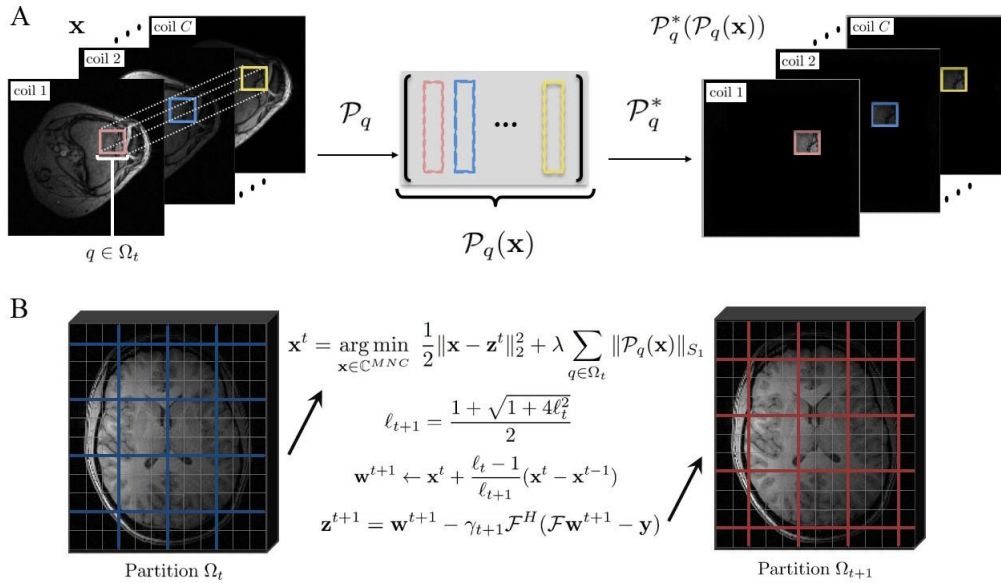 A
x
coil 1
coil 2
coil C
q ∈ Ω_t
𝒫_q
...
𝒫_q(x)
𝒫_q^*
𝒫_q^*(𝒫_q(x))
coil 1
coil 2
coil C
B
x^t = arg min_{x∈ℂ^{MNC}} 1/2 ‖x − z^t‖_2^2 + λ ∑_{q∈Ω_t} ‖𝒫_q(x)‖_{S_1}
ℓ_{t+1} = (1 + √(1 + 4ℓ_t^2))/2
w^{t+1} ← x^t + (ℓ_t − 1)/ℓ_{t+1} (x^t − x^{t−1})
z^{t+1} = w^{t+1} − γ_{t+1} ℱ^H (ℱw^{t+1} − y)
Partition Ω_t
Partition Ω_{t+1}